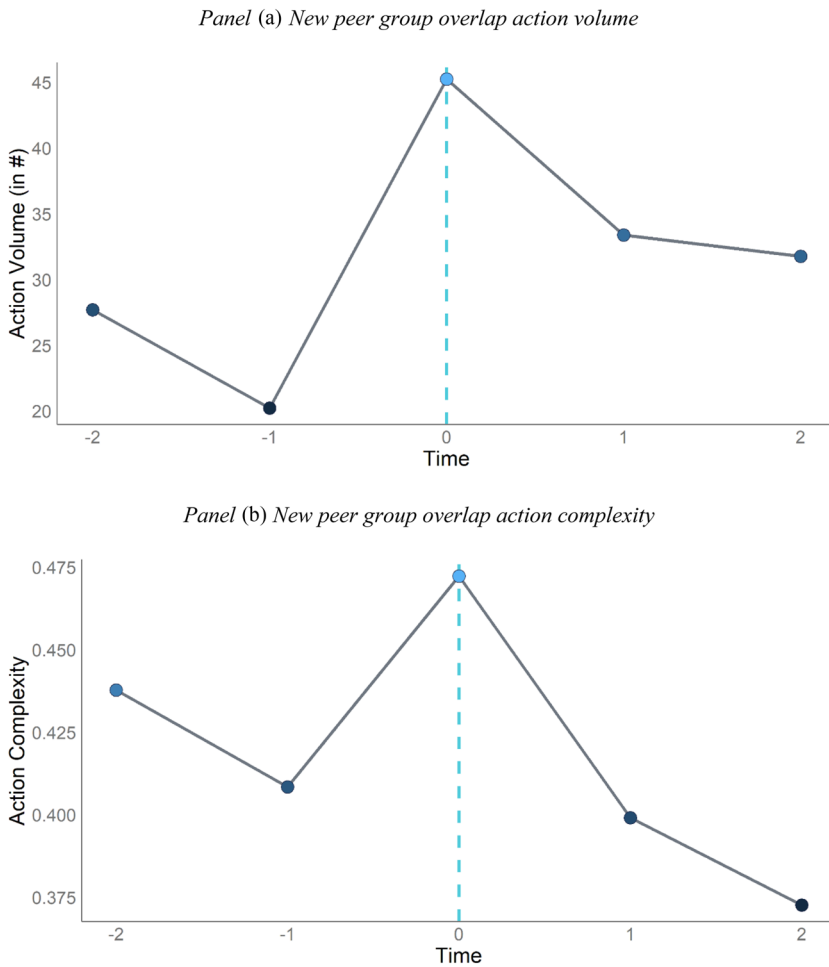 Panel (a) New peer group overlap action volume
Action Volume (in #)
45
40
35
30
25
20
-2 -1 0 1 2
Time
Panel (b) New peer group overlap action complexity
Action Complexity
0.475
0.450
0.425
0.400
0.375
-2 -1 0 1 2
Time